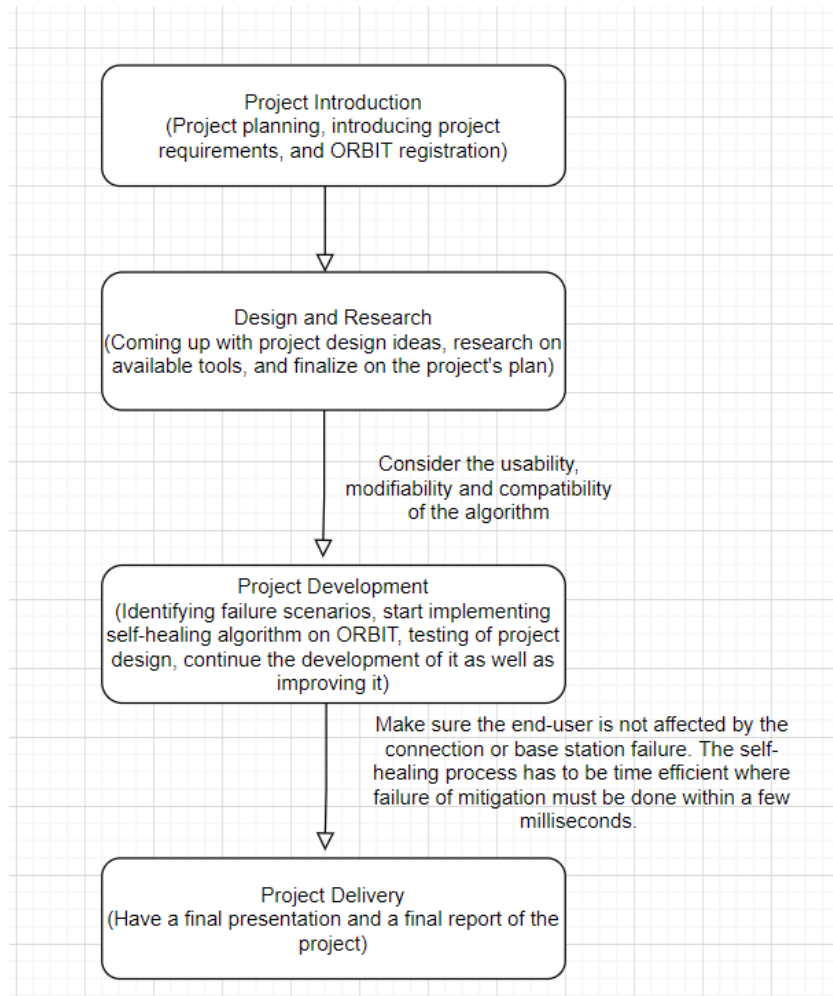 Project Introduction
(Project planning, introducing project
requirements, and ORBIT registration)
Design and Research
(Coming up with project design ideas, research on
available tools, and finalize on the project's plan)
Consider the usability,
modifiability and compatibility
of the algorithm
Project Development
(Identifying failure scenarios, start implementing
self-healing algorithm on ORBIT, testing of project
design, continue the development of it as well as
improving it)
Make sure the end-user is not affected by the
connection or base station failure. The self-
healing process has to be time efficient where
failure of mitigation must be done within a few
milliseconds.
Project Delivery
(Have a final presentation and a final report of the
project)